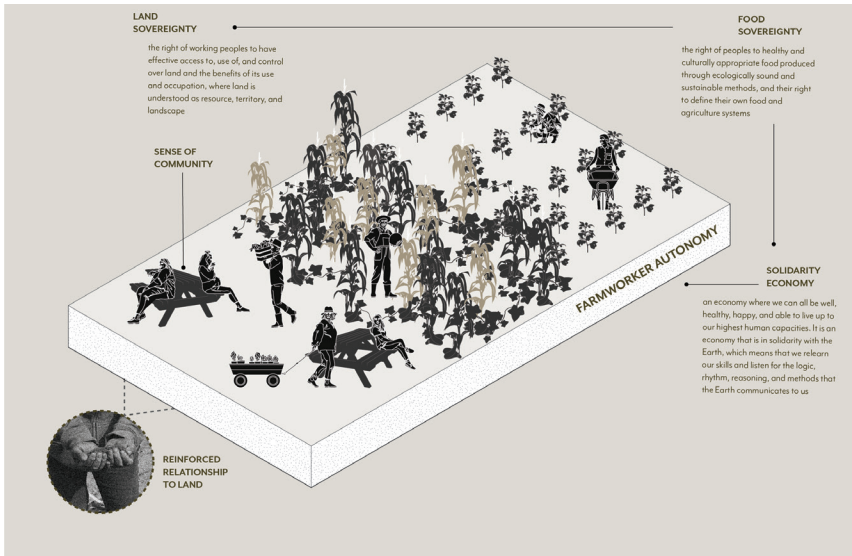 LAND
SOVEREIGNTY
the right of working peoples to have
effective access to, use of, and control
over land and the benefits of its use
and occupation, where land is
understood as resource, territory, and
landscape
FOOD
SOVEREIGNTY
the right of peoples to healthy and
culturally appropriate food produced
through ecologically sound and
sustainable methods, and their right
to define their own food and
agriculture systems
SENSE OF
COMMUNITY
FARMWORKER AUTONOMY
SOLIDARITY
ECONOMY
an economy where we can all be well,
healthy, happy, and able to live up to
our highest human capacities. It is an
economy that is in solidarity with the
Earth, which means that we relearn
our skills and listen for the logic,
rhythm, reasoning, and methods that
the Earth communicates to us
REINFORCED
RELATIONSHIP
TO LAND